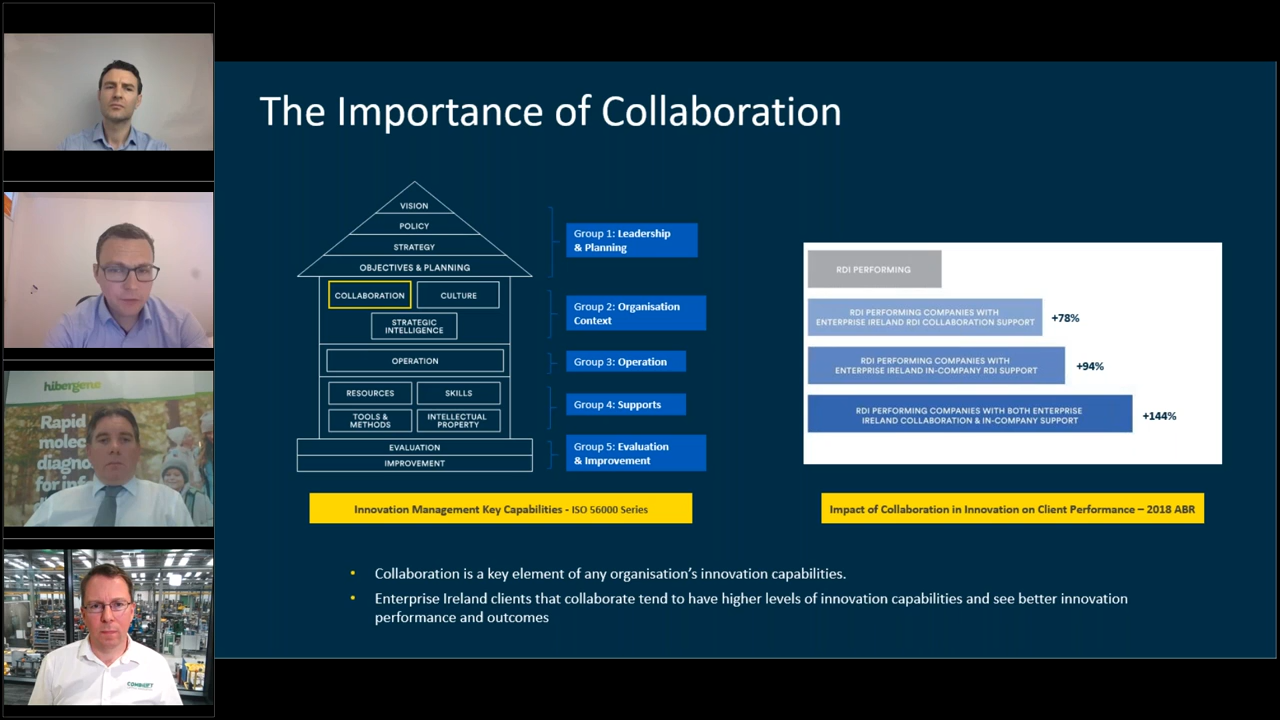 The Importance of Collaboration
VISION
POLICY
STRATEGY
OBJECTIVES & PLANNING
COLLABORATION
CULTURE
STRATEGIC
INTELLIGENCE
OPERATION
RESOURCES
SKILLS
TOOLS &
METHODS
INTELLECTUAL
PROPERTY
EVALUATION
IMPROVEMENT
Group 1: Leadership
& Planning
Group 2: Organisation
Context
Group 3: Operation
Group 4: Supports
Group 5: Evaluation
& Improvement
Innovation Management Key Capabilities - ISO 56000 Series
RDI PERFORMING
RDI PERFORMING COMPANIES WITH
ENTERPRISE IRELAND RDI COLLABORATION SUPPORT
+78%
RDI PERFORMING COMPANIES WITH
ENTERPRISE IRELAND IN-COMPANY RDI SUPPORT
+94%
RDI PERFORMING COMPANIES WITH BOTH ENTERPRISE
IRELAND COLLABORATION & IN-COMPANY SUPPORT
+144%
Impact of Collaboration in Innovation on Client Performance – 2018 ABR
• Collaboration is a key element of any organisation's innovation capabilities.
• Enterprise Ireland clients that collaborate tend to have higher levels of innovation capabilities and see better innovation
performance and outcomes
hibergene
Rapid
COMBILIFT